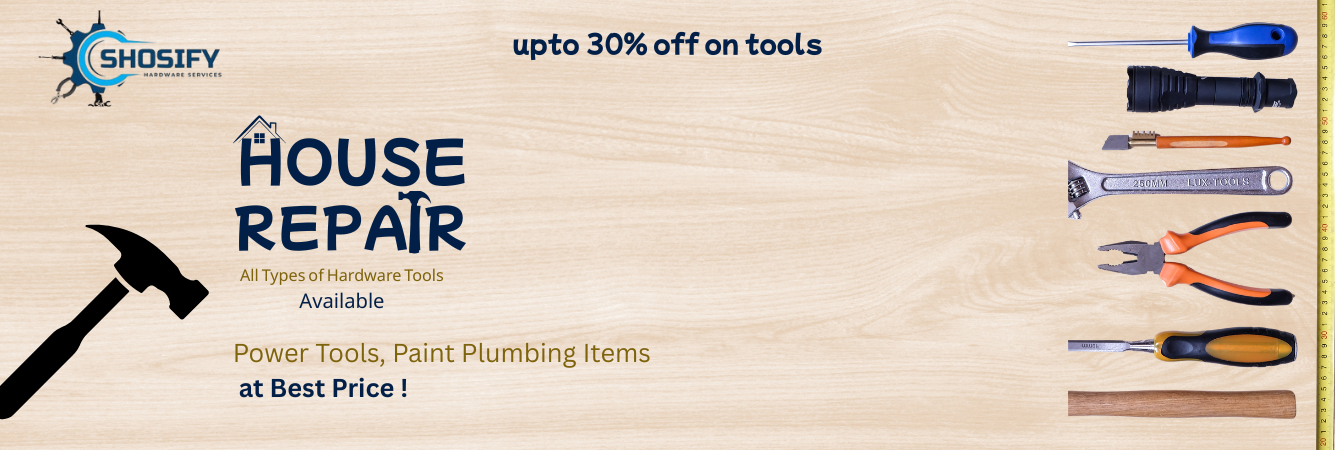 SHOSIFY
HARDWARE SERVICES
upto 30% off on tools
HOUSE
REPAIR
All Types of Hardware Tools
Available
Power Tools, Paint Plumbing Items
at Best Price !
250MM LUX-TOOLS